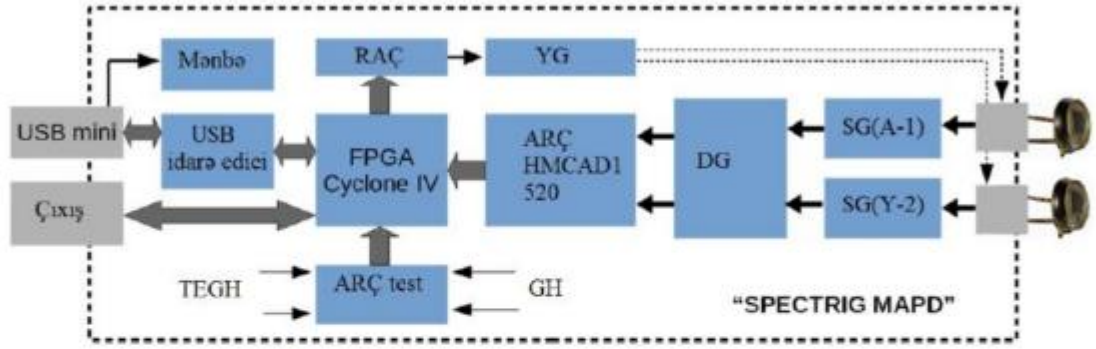 Mənbə
RAÇ
YG
USB mini
USB
idarə edici
FPGA
Cyclone IV
ARÇ
HMCAD1
520
DG
SG(A-1)
SG(Y-2)
Çıxış
TEGH
ARÇ test
GH
“SPECTRIG MAPD”